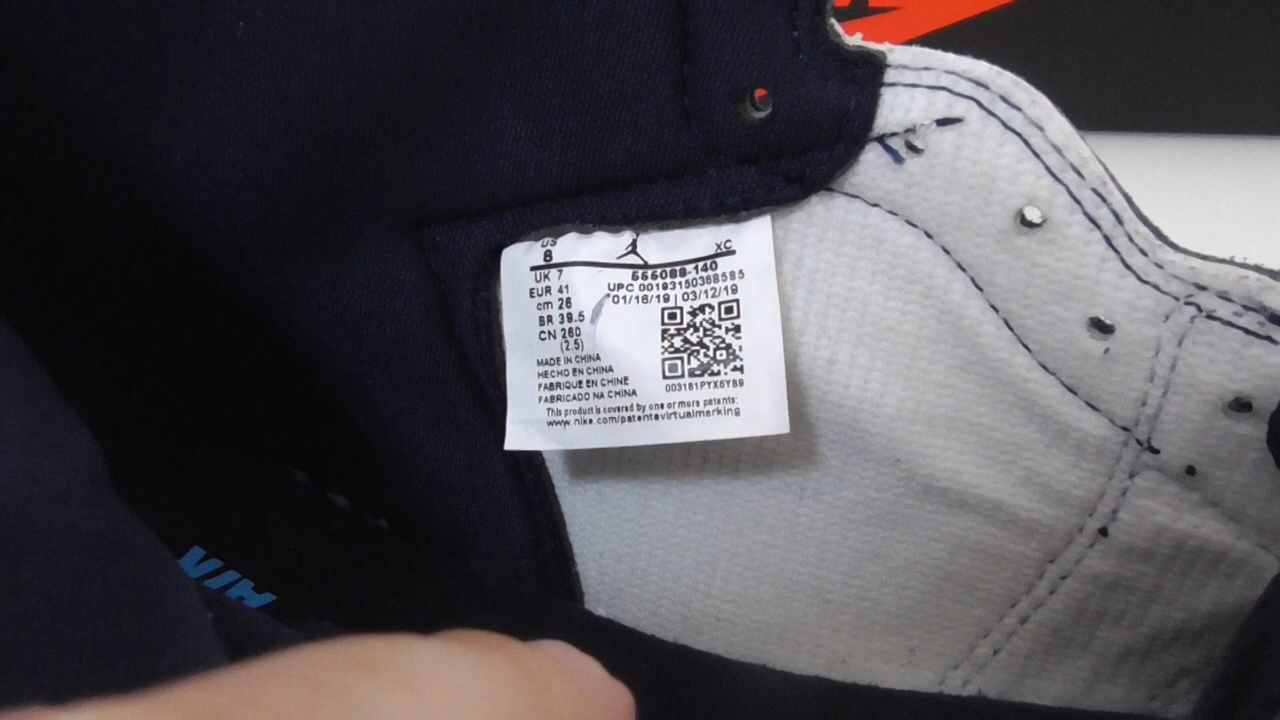 US
8
XC
UK 7
EUR 41
cm 26
BR 39.5
CN 260
(2.5)
555088-140
UPC 00193150368585
01/16/19 | 03/12/19
MADE IN CHINA
HECHO EN CHINA
FABRIQUE EN CHINE
FABRICADO NA CHINA
003181PYX6YB9
This product is covered by one or more patents:
www.nike.com/patentsvirtualmarking